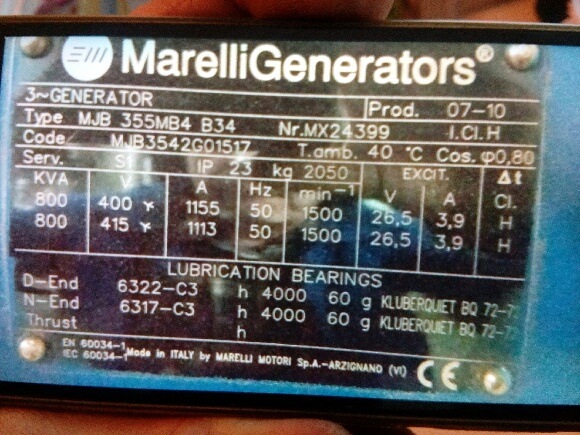 MarelliGenerators®
3~GENERATOR Prod. 07-10
Type MJB 355MB4 B34 Nr.MX24399 I.Cl.H
Code MJB3542G01517 T.amb. 40 °C Cos.φ0,80
Serv. S1 IP 23 kg 2050 EXCIT. Δt
KVA V A Hz min⁻¹ V A Cl.
800 400 Y 1155 50 1500 26,5 3,9 H
800 415 Y 1113 50 1500 26,5 3,9 H
LUBRICATION BEARINGS
D-End 6322-C3 h 4000 60 g KLUBERQUIET BQ 72-7
N-End 6317-C3 h 4000 60 g KLUBERQUIET BQ 72-7
Thrust h
EN 60034-1
IEC 60034-1 Made in ITALY by MARELLI MOTORI Sp.A.-ARZIGNANO (VI) CE